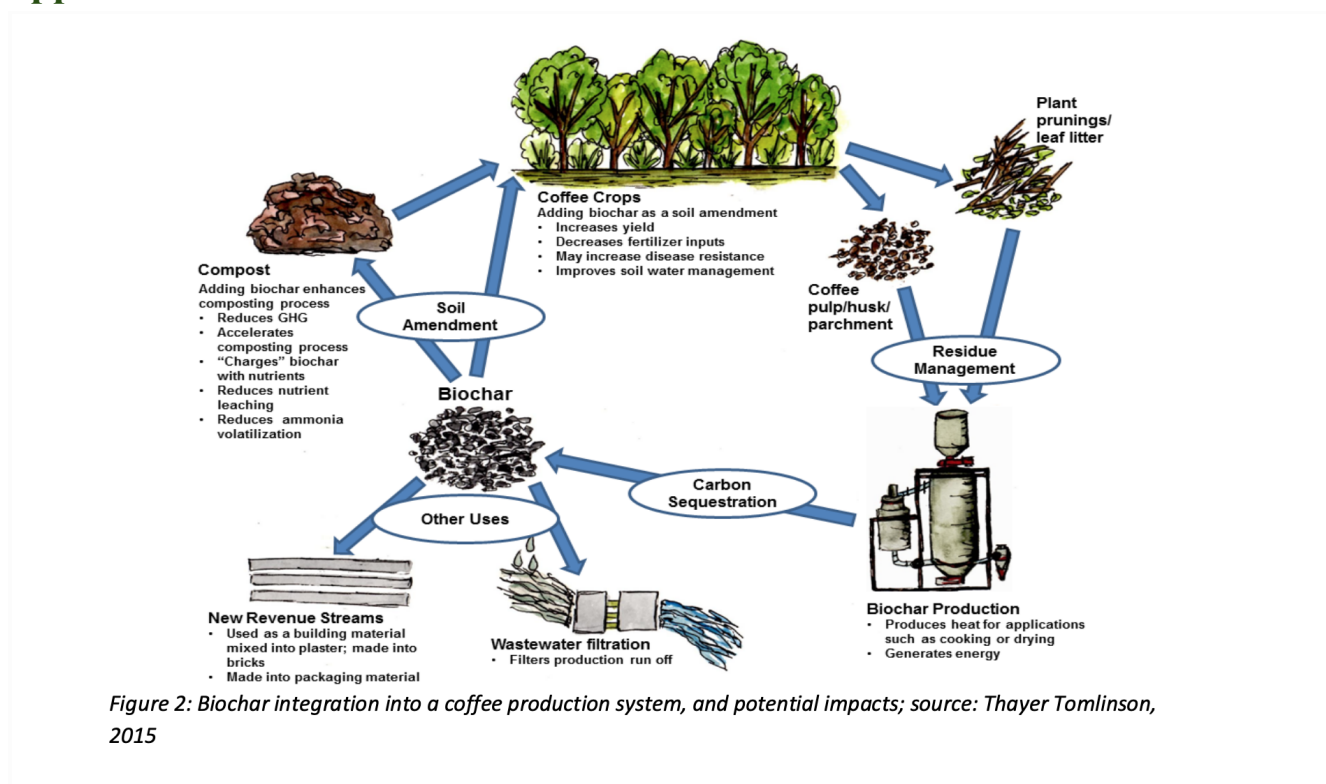 Plant
prunings/
leaf litter
Coffee Crops
Adding biochar as a soil amendment
• Increases yield
• Decreases fertilizer inputs
• May increase disease resistance
• Improves soil water management
Compost
Adding biochar enhances
composting process
• Reduces GHG
• Accelerates
composting process
• “Charges” biochar
with nutrients
• Reduces nutrient
leaching
• Reduces ammonia
volatilization
Soil
Amendment
Coffee
pulp/husk/
parchment
Residue
Management
Biochar
Carbon
Sequestration
Other Uses
New Revenue Streams
• Used as a building material
mixed into plaster; made into
bricks
• Made into packaging material
Wastewater filtration
• Filters production run off
Biochar Production
• Produces heat for applications
such as cooking or drying
• Generates energy
Figure 2: Biochar integration into a coffee production system, and potential impacts; source: Thayer Tomlinson,
2015